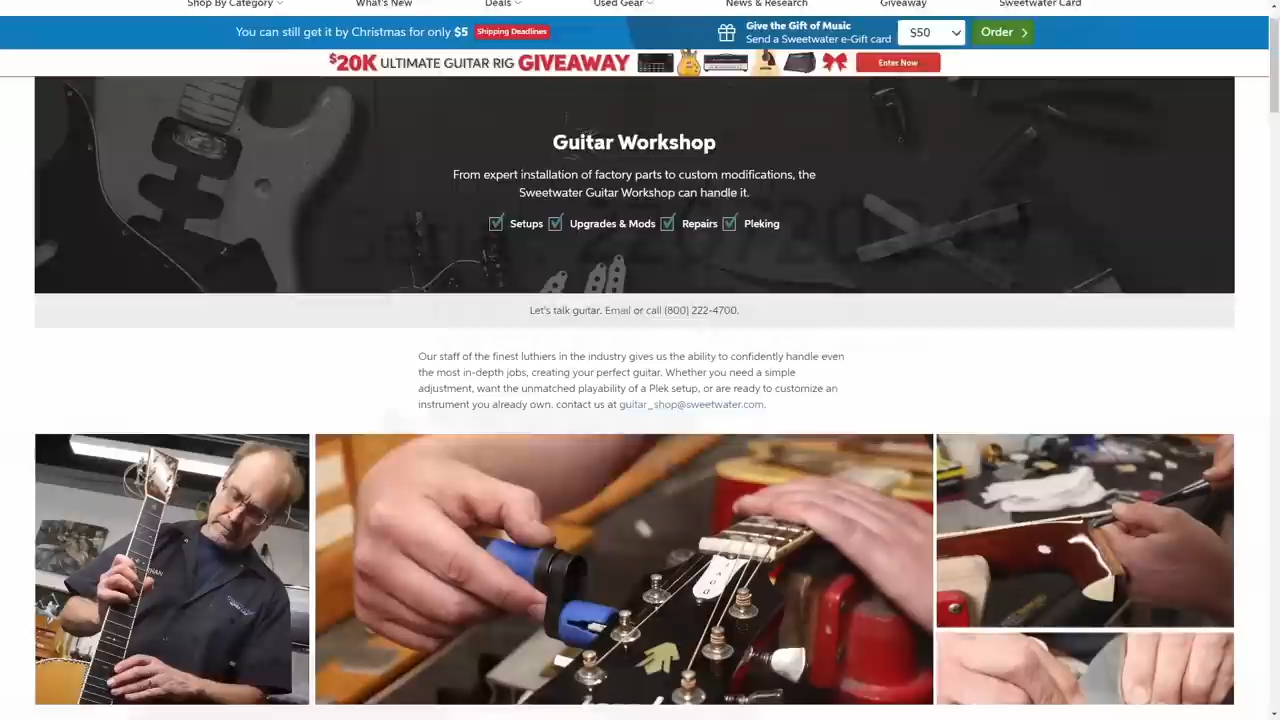 Shop By Category
What's New
Deals
Used Gear
News & Research
Giveaway
Sweetwater Card
You can still get it by Christmas for only $5
Shipping Deadlines
Give the Gift of Music
Send a Sweetwater e-Gift card
$50
Order
$20K ULTIMATE GUITAR RIG GIVEAWAY
Enter Now
Guitar Workshop
From expert installation of factory parts to custom modifications, the
Sweetwater Guitar Workshop can handle it.
Setups
Upgrades & Mods
Repairs
Pleking
Let's talk guitar. Email or call (800) 222-4700.
Our staff of the finest luthiers in the industry gives us the ability to confidently handle even
the most in-depth jobs, creating your perfect guitar. Whether you need a simple
adjustment, want the unmatched playability of a Plek setup, or are ready to customize an
instrument you already own. contact us at guitar_shop@sweetwater.com.